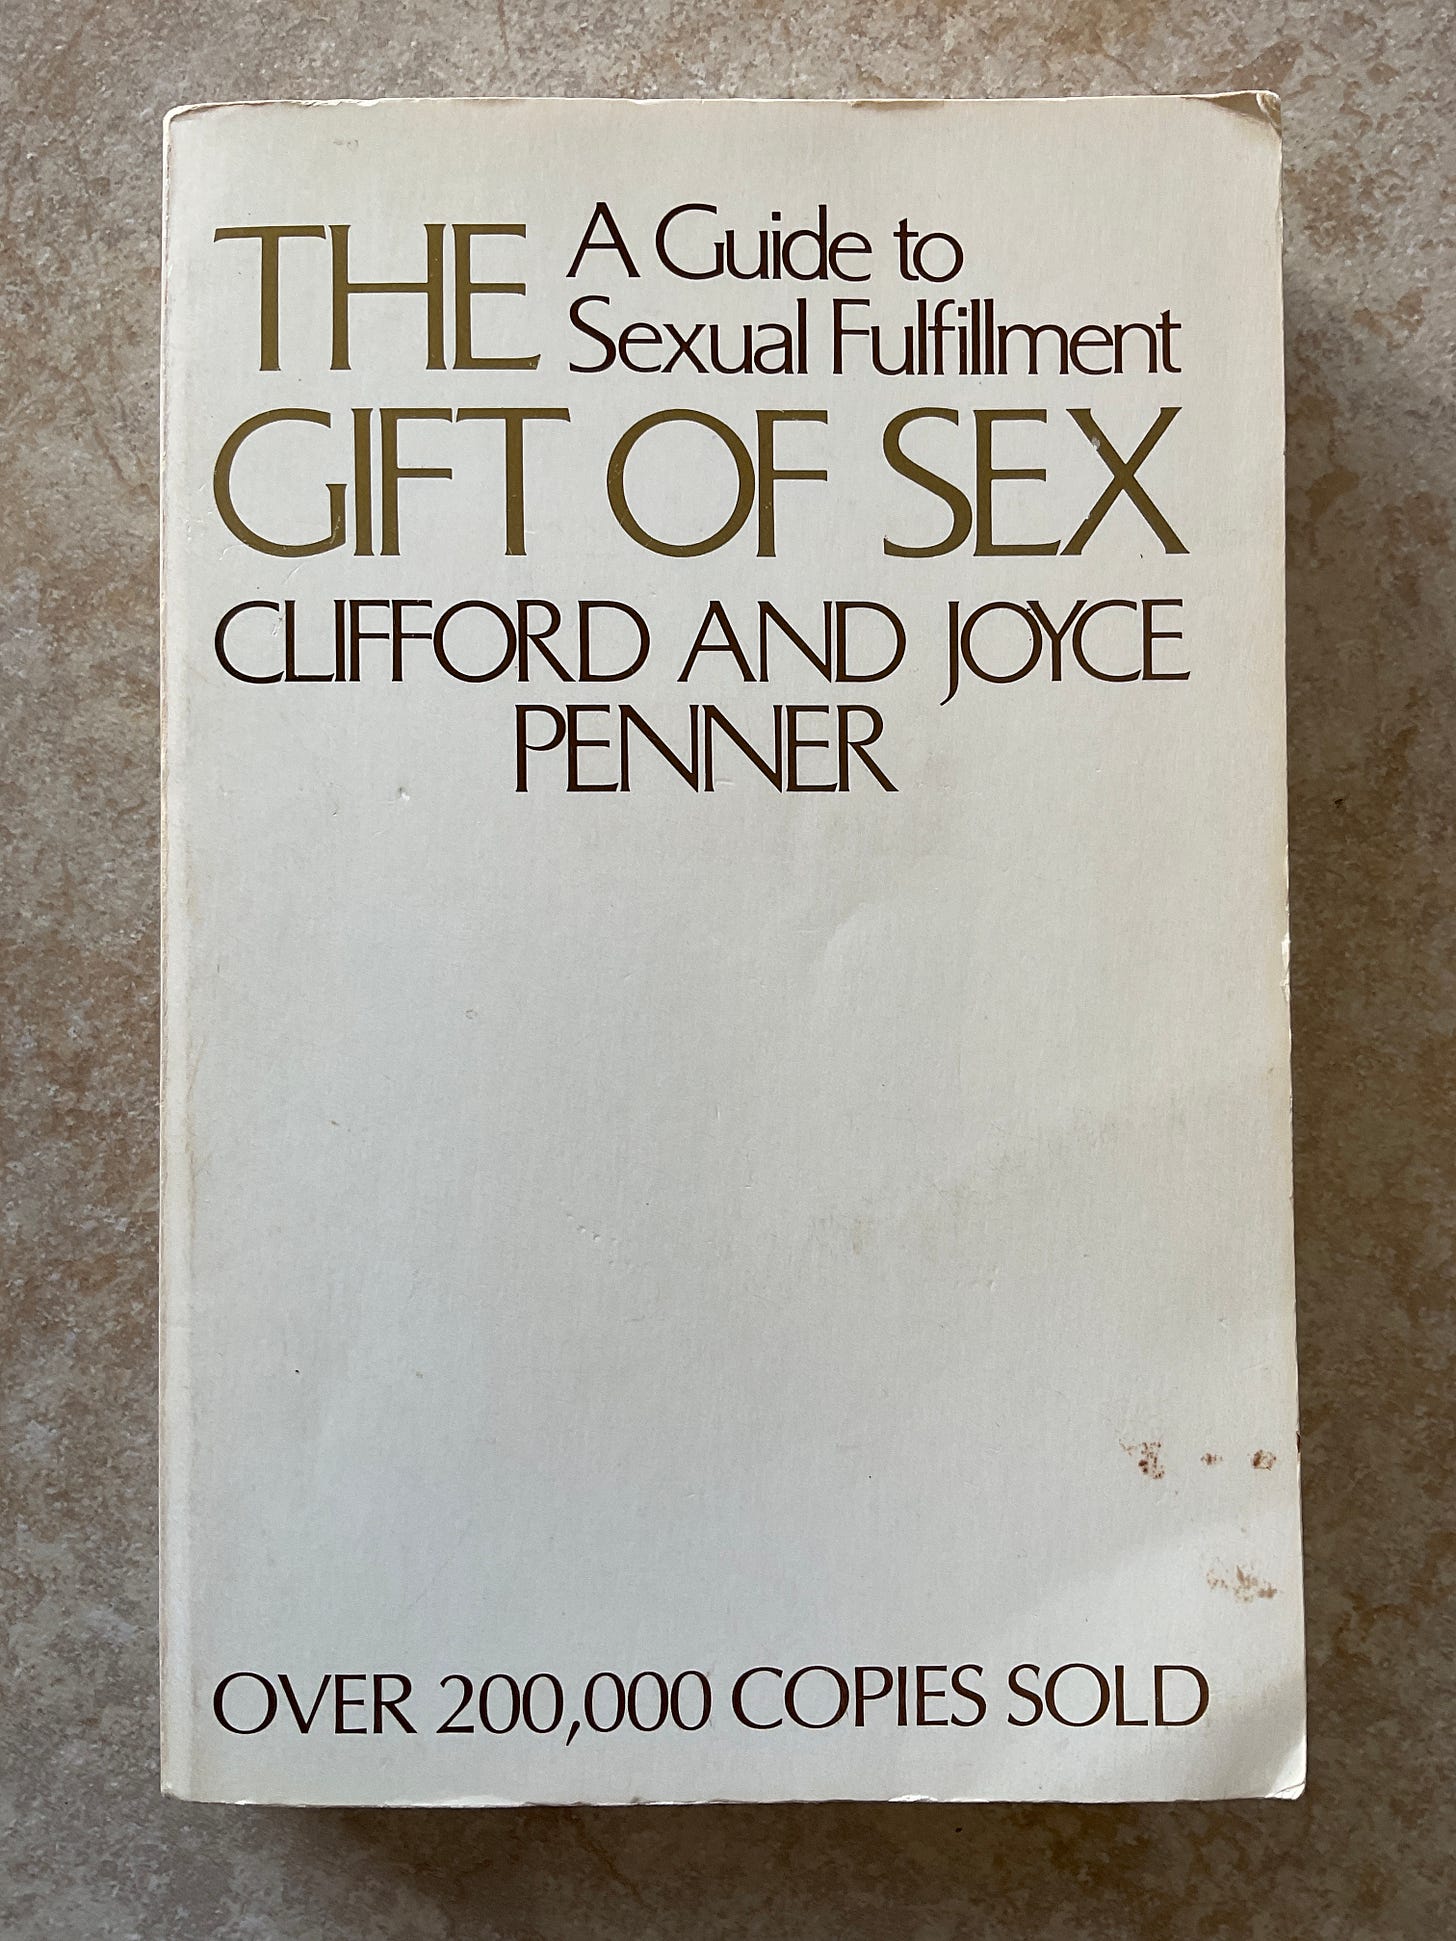 THE
A Guide to
Sexual Fulfillment
GIFT OF SEX
CLIFFORD AND JOYCE
PENNER
OVER 200,000 COPIES SOLD